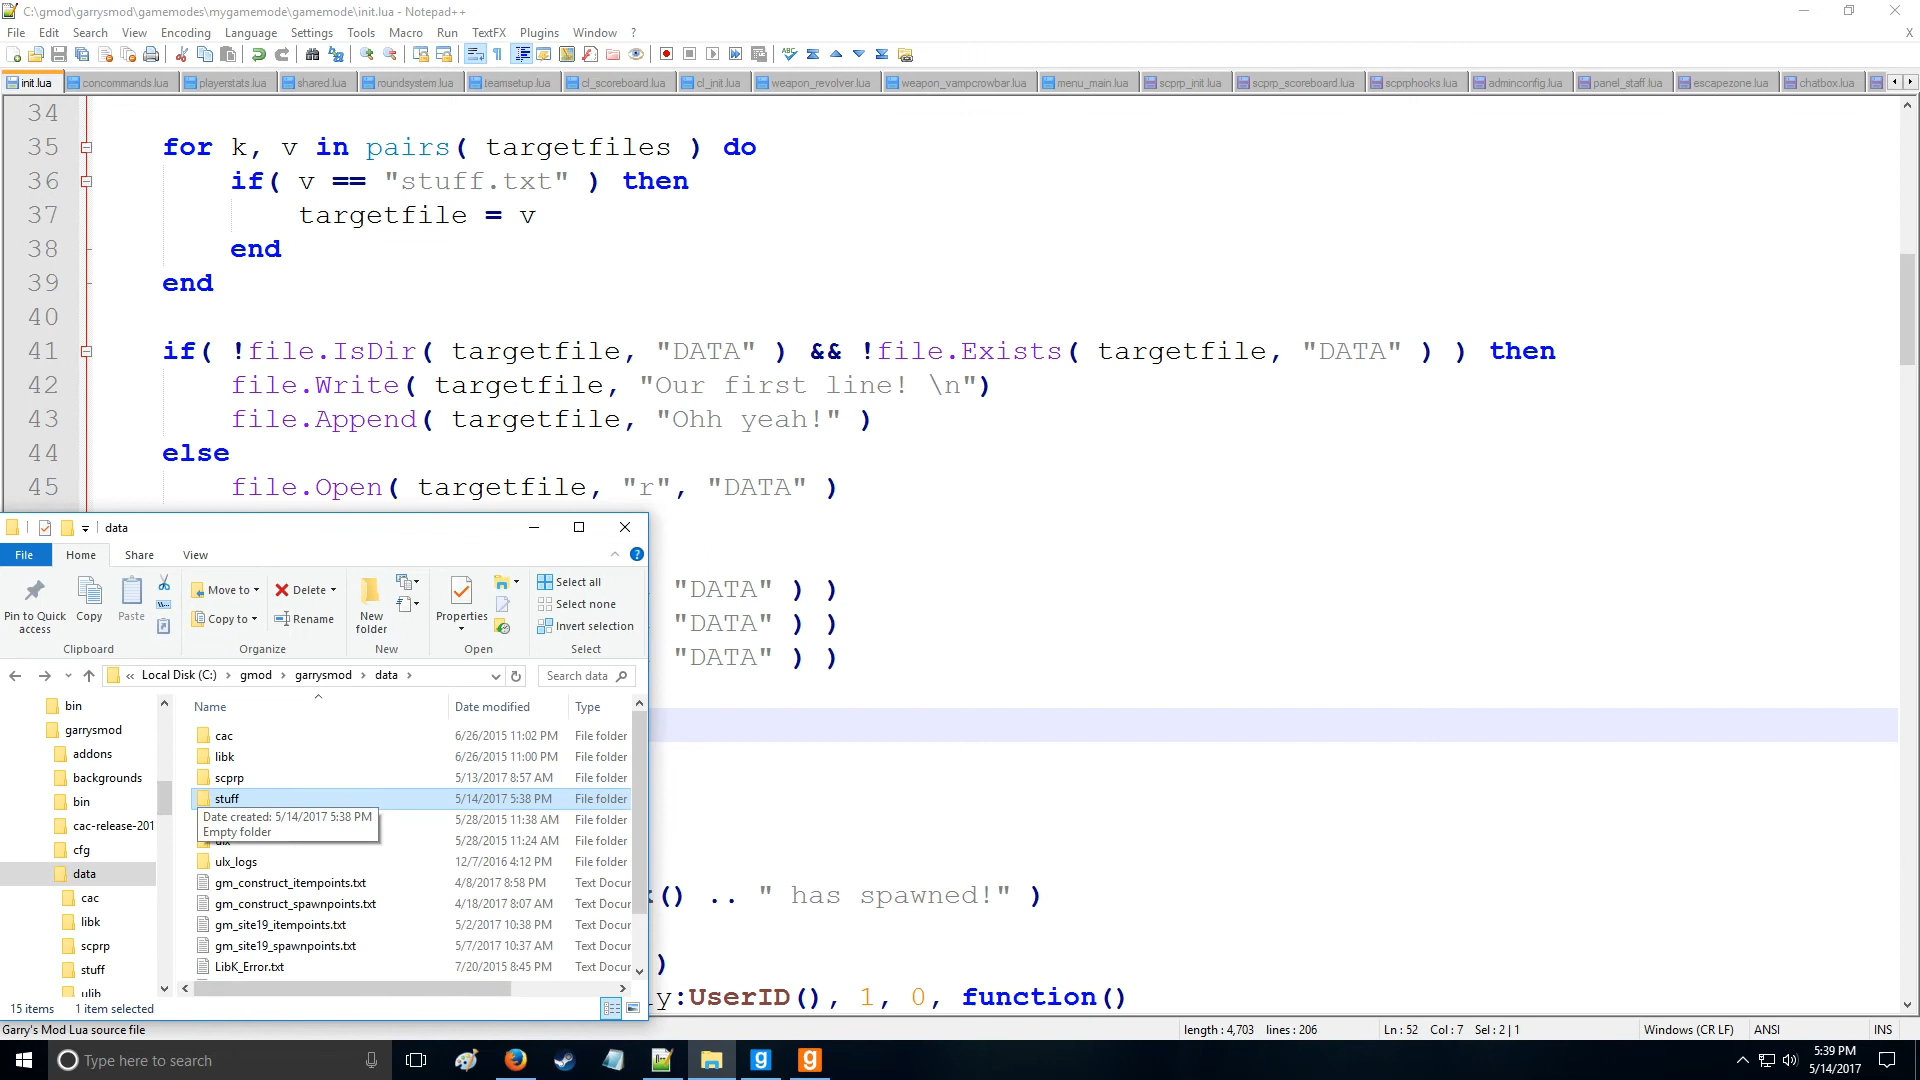 C:\gmod\garrysmod\gamemodes\mygamemode\gamemode\init.lua - Notepad++
File Edit Search View Encoding Language Settings Tools Macro Run TextFX Plugins Window ? X
init.lua concommands.lua playerstats.lua shared.lua roundsystem.lua teamsetup.lua cl_scoreboard.lua cl_init.lua weapon_revolver.lua weapon_vampcrowbar.lua menu_main.lua scprp_init.lua scprp_scoreboard.lua scprphooks.lua adminconfig.lua panel_staff.lua escapezone.lua chatbox.lua
34
35 for k, v in pairs( targetfiles ) do
36 if( v == "stuff.txt" ) then
37 targetfile = v
38 end
39 end
40
41 if( !file.IsDir( targetfile, "DATA" ) && !file.Exists( targetfile, "DATA" ) ) then
42 file.Write( targetfile, "Our first line! \n")
43 file.Append( targetfile, "Ohh yeah!" )
44 else
45 file.Open( targetfile, "r", "DATA" )
"DATA" ) )
"DATA" ) )
"DATA" ) )
() .. " has spawned!" )
)
y:UserID(), 1, 0, function()
data
File Home Share View
Pin to Quick access
Copy
Paste
Clipboard
Move to
Copy to
Delete
Rename
Organize
New folder
New
Properties
Open
Select all
Select none
Invert selection
Select
« Local Disk (C:) > gmod > garrysmod > data >
Search data
bin
garrysmod
addons
backgrounds
bin
cac-release-201
cfg
data
cac
libk
scprp
stuff
ulib
Name Date modified Type
cac 6/26/2015 11:02 PM File folder
libk 6/26/2015 11:00 PM File folder
scprp 5/13/2017 8:57 AM File folder
stuff 5/14/2017 5:38 PM File folder
5/28/2015 11:38 AM File folder
ulx 5/28/2015 11:24 AM File folder
ulx_logs 12/7/2016 4:12 PM File folder
gm_construct_itempoints.txt 4/8/2017 8:58 PM Text Docur
gm_construct_spawnpoints.txt 4/18/2017 8:07 AM Text Docur
gm_site19_itempoints.txt 5/2/2017 10:38 PM Text Docur
gm_site19_spawnpoints.txt 5/7/2017 10:37 AM Text Docur
LibK_Error.txt 7/20/2015 8:45 PM Text Docur
Date created: 5/14/2017 5:38 PM
Empty folder
15 items 1 item selected
Garry's Mod Lua source file length : 4,703 lines : 206 Ln : 52 Col : 7 Sel : 2 | 1 Windows (CR LF) ANSI INS
Type here to search
5:39 PM
5/14/2017